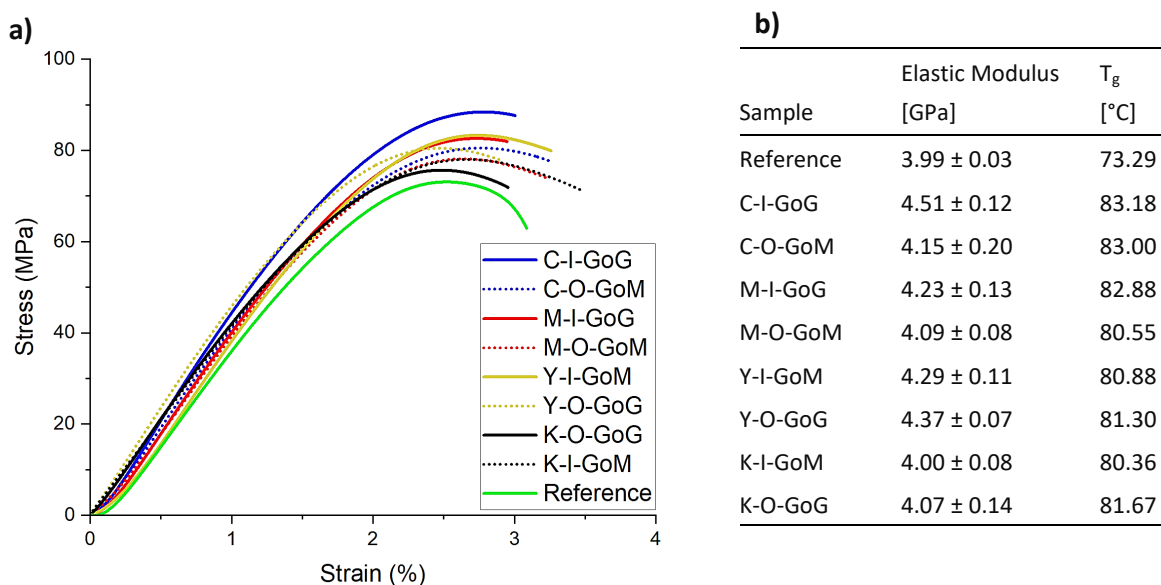 a)
100
80
60
40
20
0
0 1 2 3 4
Stress (MPa)
Strain (%)
C-I-GoG
C-O-GoM
M-I-GoG
M-O-GoM
Y-I-GoM
Y-O-GoG
K-O-GoG
K-I-GoM
Reference
b)
Elastic Modulus T_g
Sample [GPa] [°C]
Reference 3.99 ± 0.03 73.29
C-I-GoG 4.51 ± 0.12 83.18
C-O-GoM 4.15 ± 0.20 83.00
M-I-GoG 4.23 ± 0.13 82.88
M-O-GoM 4.09 ± 0.08 80.55
Y-I-GoM 4.29 ± 0.11 80.88
Y-O-GoG 4.37 ± 0.07 81.30
K-I-GoM 4.00 ± 0.08 80.36
K-O-GoG 4.07 ± 0.14 81.67